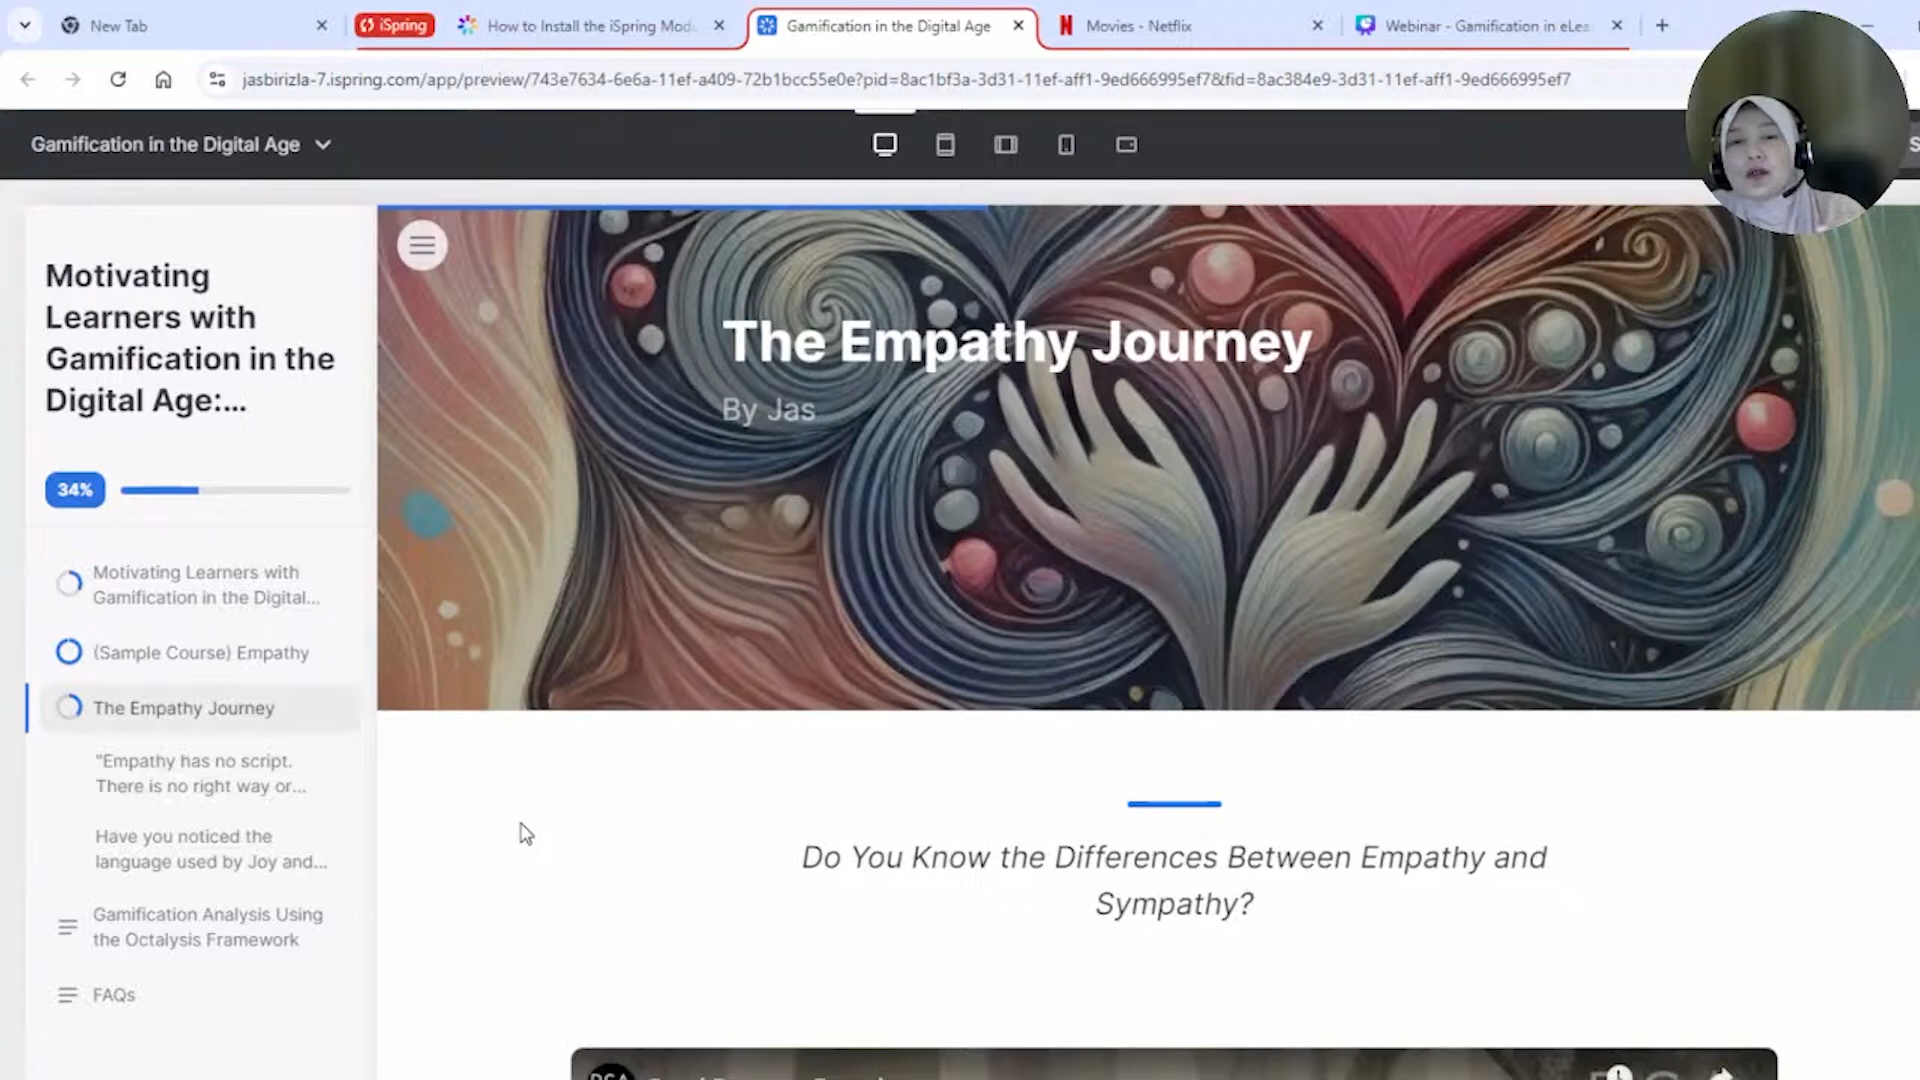 New Tab
iSpring
How to Install the iSpring Mod
Gamification in the Digital Age
Movies - Netflix
Webinar - Gamification in eLea
jasbirizla-7.ispring.com/app/preview/743e7634-6e6a-11ef-a409-72b1bcc55e0e?pid=8ac1bf3a-3d31-11ef-aff1-9ed666995ef7&fid=8ac384e9-3d31-11ef-aff1-9ed666995ef7
Gamification in the Digital Age
S
Motivating
Learners with
Gamification in the
Digital Age:...
34%
Motivating Learners with
Gamification in the Digital...
(Sample Course) Empathy
The Empathy Journey
"Empathy has no script.
There is no right way or...
Have you noticed the
language used by Joy and...
Gamification Analysis Using
the Octalysis Framework
FAQs
The Empathy Journey
By Jas
Do You Know the Differences Between Empathy and
Sympathy?